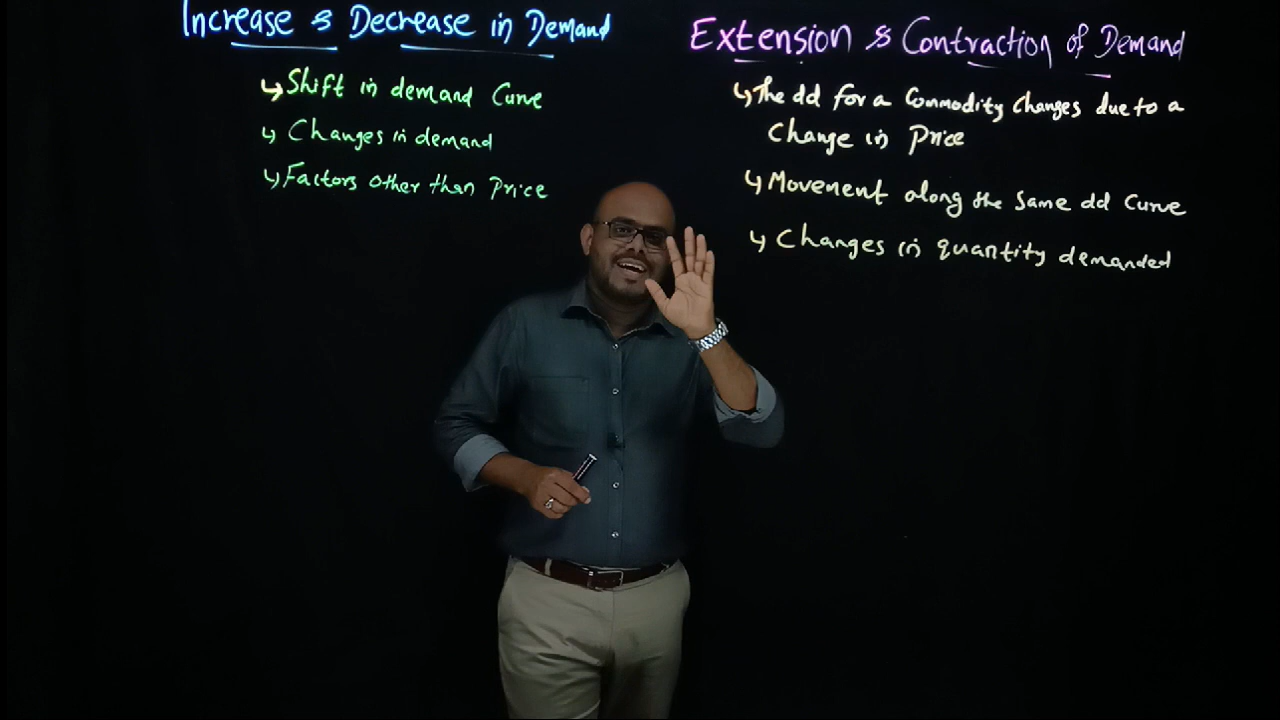 Increase & Decrease in Demand
↳ Shift in demand Curve
↳ Changes in demand
↳ Factors other than Price
Extension & Contraction of Demand
↳ The dd for a Commodity Changes due to a
Change in Price
↳ Movement along the Same dd Curve
↳ Changes in quantity demanded